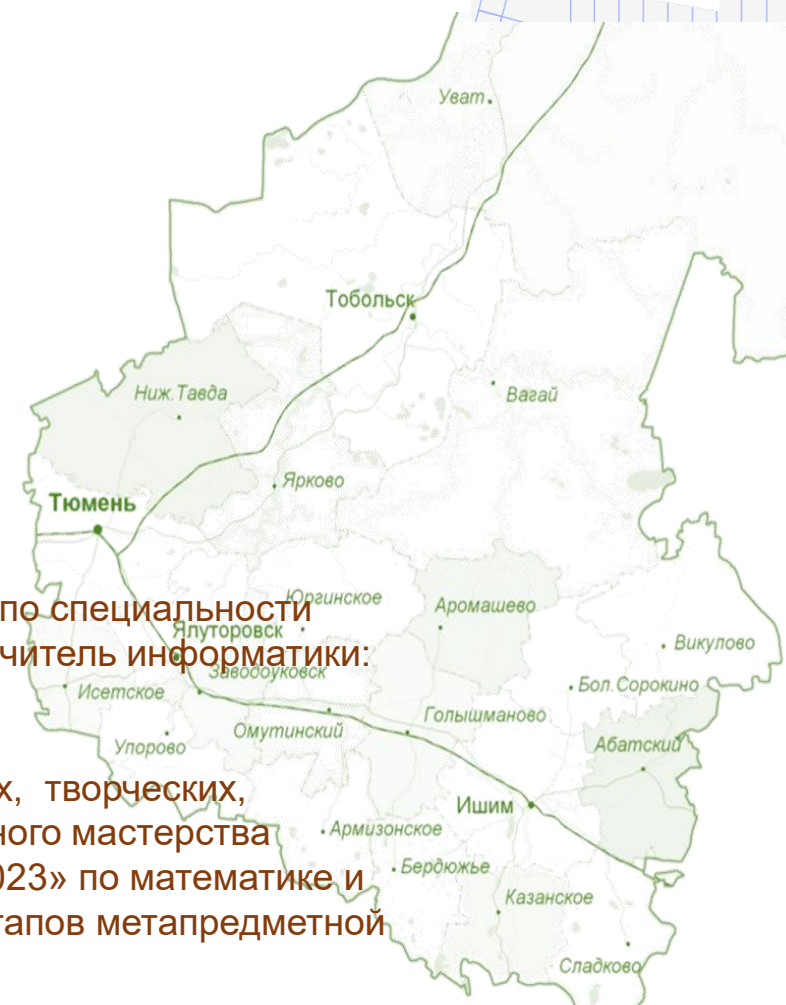 Уват
Тобольск
Ниж.Тавда
Вагай
Ярково
Тюмень
по специальности
Юргинское
Аромашево
Ялуторовск
Викулово
читель информатики:
Заводоуковск
Исетское
Бол.Сорокино
Голышманово
Омутинский
Упорово
Абатский
х, творческих,
Ишим
ного мастерства
Армизонское
Бердюжье
023» по математике и
Казанское
тапов метапредметной
Сладково